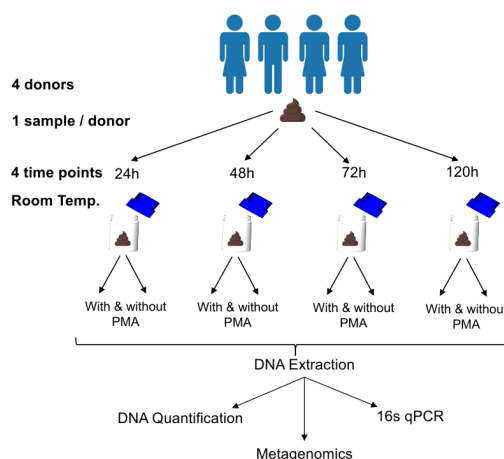 4 donors
1 sample / donor
4 time points 24h 48h 72h 120h
Room Temp.
With & without With & without With & without With & without
PMA PMA PMA PMA
DNA Extraction
DNA Quantification 16s qPCR
Metagenomics